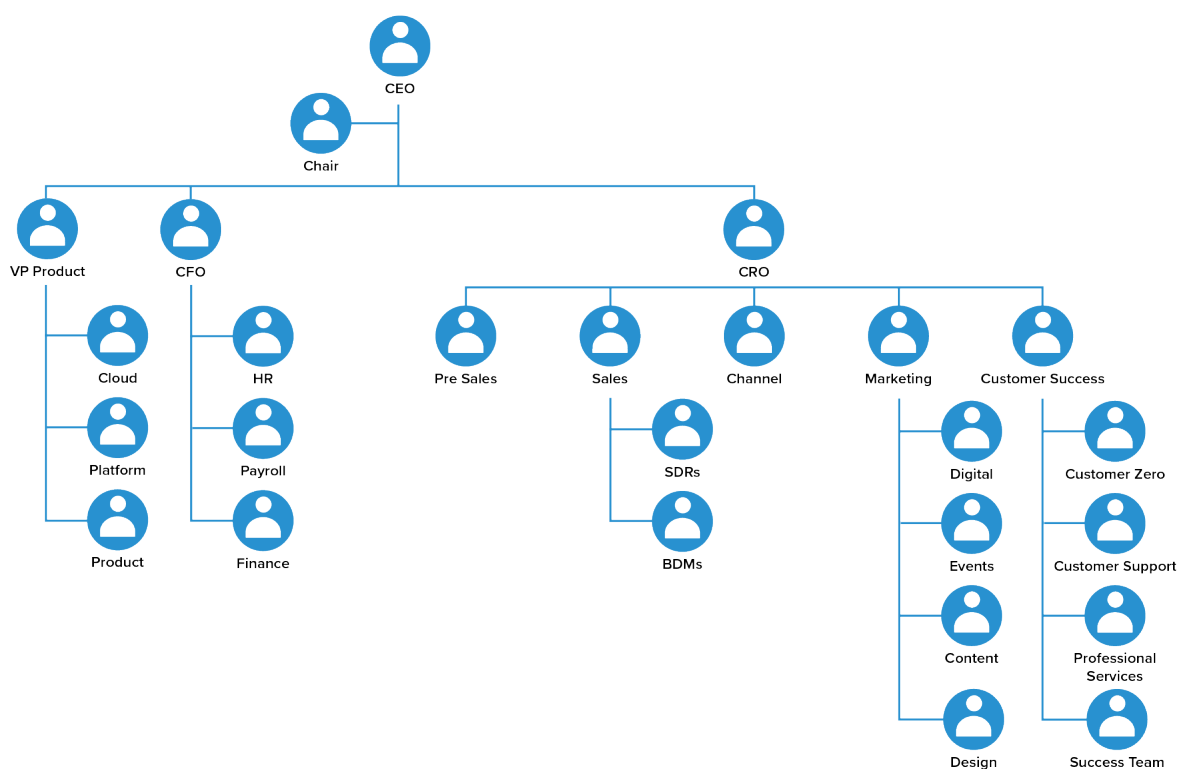 CEO
Chair
VP Product
CFO
CRO
Cloud
HR
Pre Sales
Sales
Channel
Marketing
Customer Success
Platform
Payroll
SDRs
Digital
Customer Zero
Product
Finance
BDMs
Events
Customer Support
Content
Professional
Services
Design
Success Team